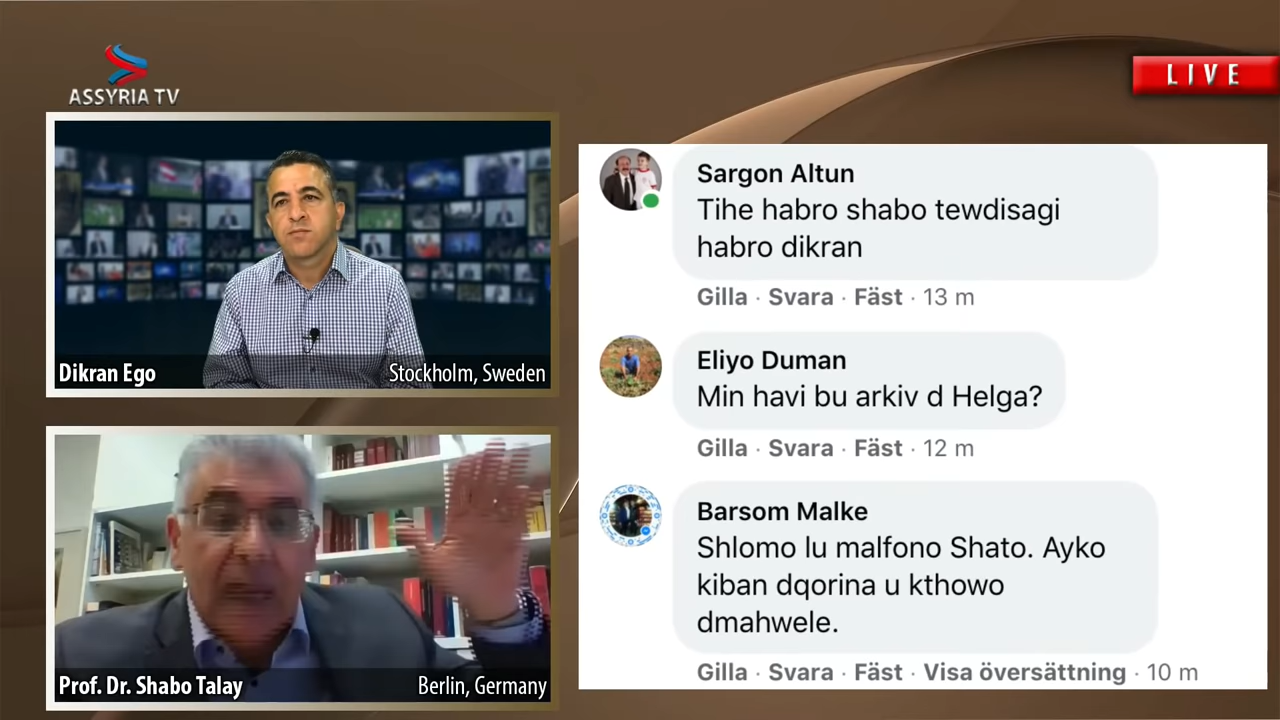 ASSYRIA TV
LIVE
Dikran Ego
Stockholm, Sweden
Prof. Dr. Shabo Talay
Berlin, Germany
Sargon Altun
Tihe habro shabo tewdisagi
habro dikran
Gilla · Svara · Fäst · 13 m
Eliyo Duman
Min havi bu arkiv d Helga?
Gilla · Svara · Fäst · 12 m
Barsom Malke
Shlomo lu malfono Shato. Ayko
kiban dqorina u kthowo
dmahwele.
Gilla · Svara · Fäst · Visa översättning · 10 m